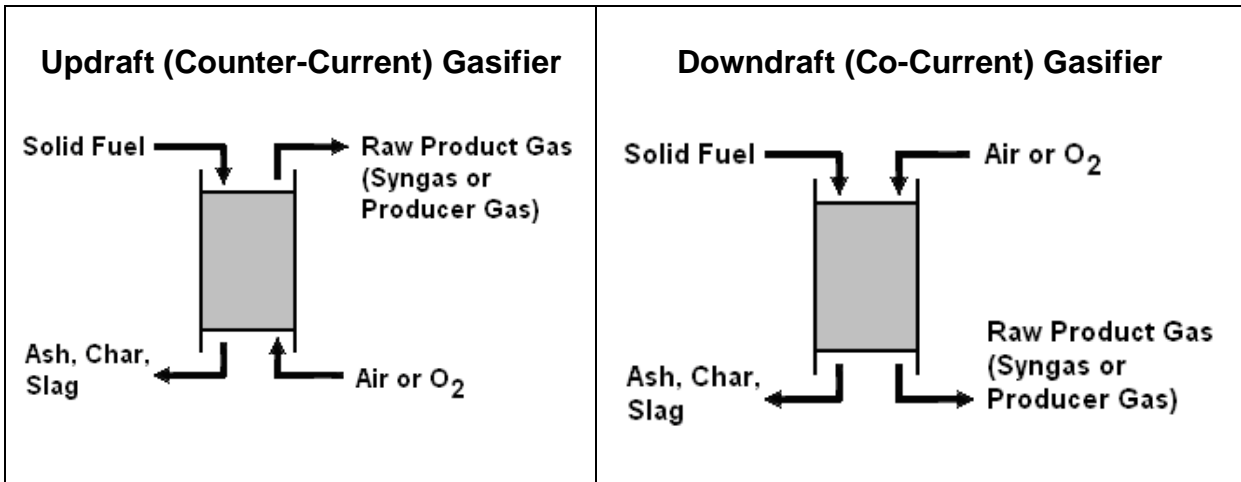 Updraft (Counter-Current) Gasifier
Solid Fuel
Raw Product Gas
(Syngas or
Producer Gas)
Ash, Char,
Slag
Air or O2
Downdraft (Co-Current) Gasifier
Solid Fuel
Air or O2
Ash, Char,
Slag
Raw Product Gas
(Syngas or
Producer Gas)